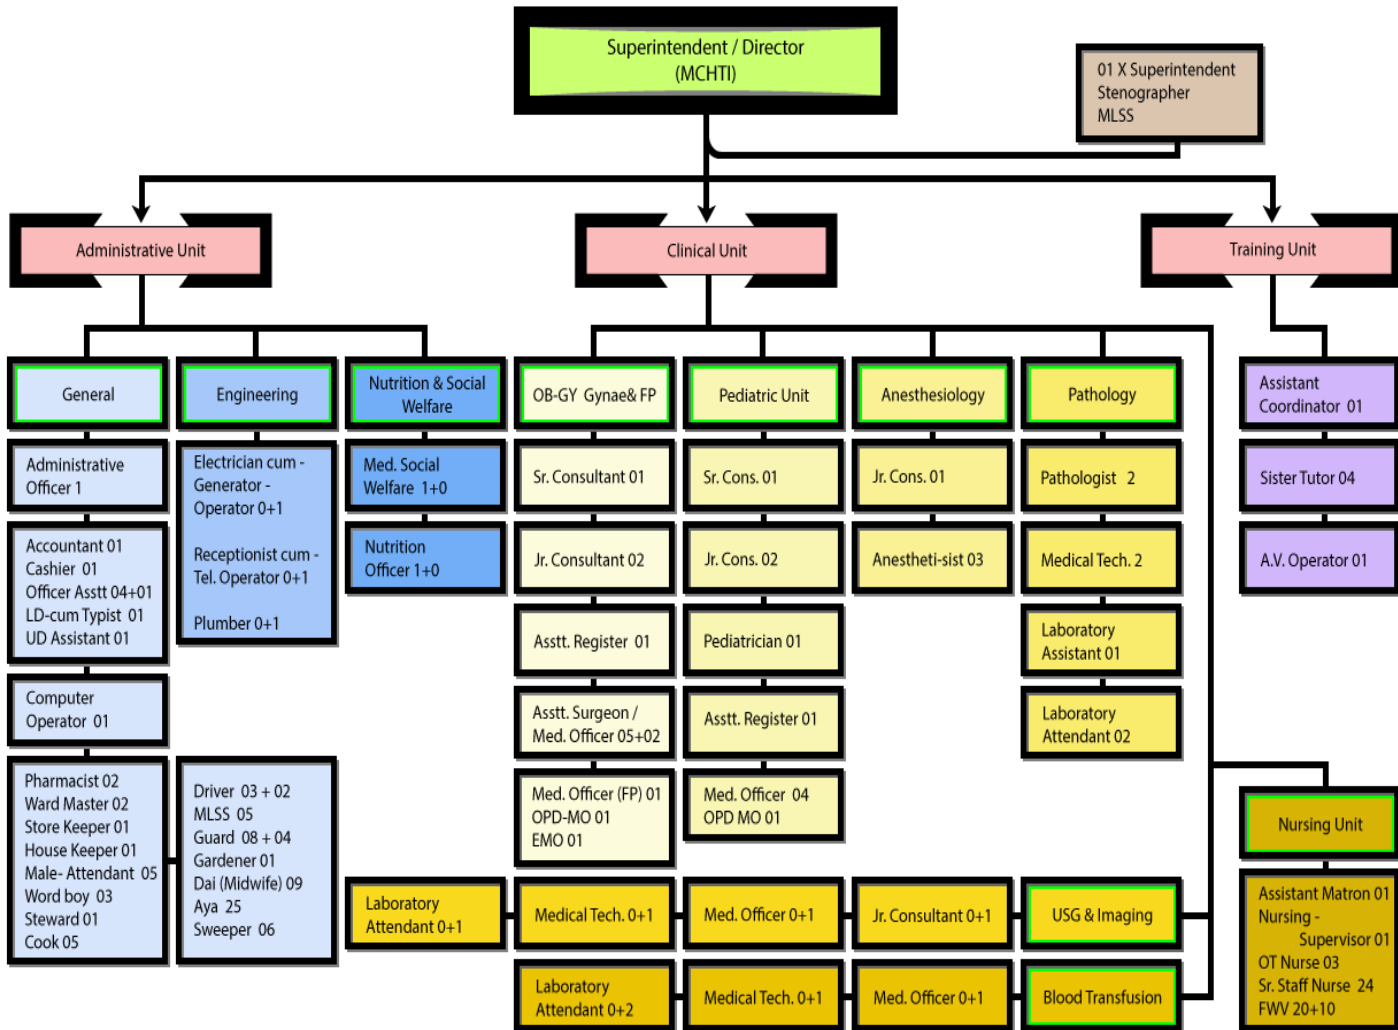 Superintendent / Director
(MCHTI)
01 X Superintendent
Stenographer
MLSS
Administrative Unit
Clinical Unit
Training Unit
General
Engineering
Nutrition & Social
Welfare
OB-GY Gynae& FP
Pediatric Unit
Anesthesiology
Pathology
Assistant
Coordinator 01
Administrative
Officer 1
Electrician cum -
Generator -
Operator 0+1
Receptionist cum -
Tel. Operator 0+1
Plumber 0+1
Med. Social
Welfare 1+0
Sr. Consultant 01
Sr. Cons. 01
Jr. Cons. 01
Pathologist 2
Sister Tutor 04
Accountant 01
Cashier 01
Officer Asstt 04+01
LD-cum Typist 01
UD Assistant 01
Nutrition
Officer 1+0
Jr. Consultant 02
Jr. Cons. 02
Anestheti-sist 03
Medical Tech. 2
A.V. Operator 01
Asstt. Register 01
Pediatrician 01
Laboratory
Assistant 01
Computer
Operator 01
Asstt. Surgeon /
Med. Officer 05+02
Asstt. Register 01
Laboratory
Attendant 02
Pharmacist 02
Ward Master 02
Store Keeper 01
House Keeper 01
Male- Attendant 05
Word boy 03
Steward 01
Cook 05
Driver 03 + 02
MLSS 05
Guard 08 + 04
Gardener 01
Dai (Midwife) 09
Aya 25
Sweeper 06
Med. Officer (FP) 01
OPD-MO 01
EMO 01
Med. Officer 04
OPD MO 01
Nursing Unit
Laboratory
Attendant 0+1
Medical Tech. 0+1
Med. Officer 0+1
Jr. Consultant 0+1
USG & Imaging
Assistant Matron 01
Nursing -
Supervisor 01
OT Nurse 03
Sr. Staff Nurse 24
FWV 20+10
Laboratory
Attendant 0+2
Medical Tech. 0+1
Med. Officer 0+1
Blood Transfusion